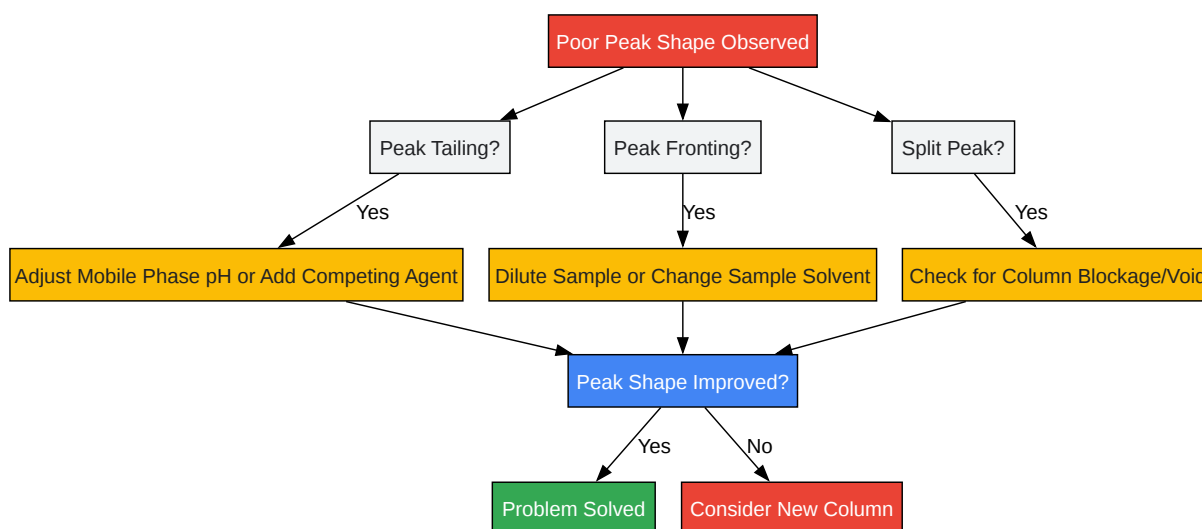 Poor Peak Shape Observed
Peak Tailing?
Peak Fronting?
Split Peak?
Yes
Yes
Yes
Adjust Mobile Phase pH or Add Competing Agent
Dilute Sample or Change Sample Solvent
Check for Column Blockage/Void
Peak Shape Improved?
Yes
No
Problem Solved
Consider New Column